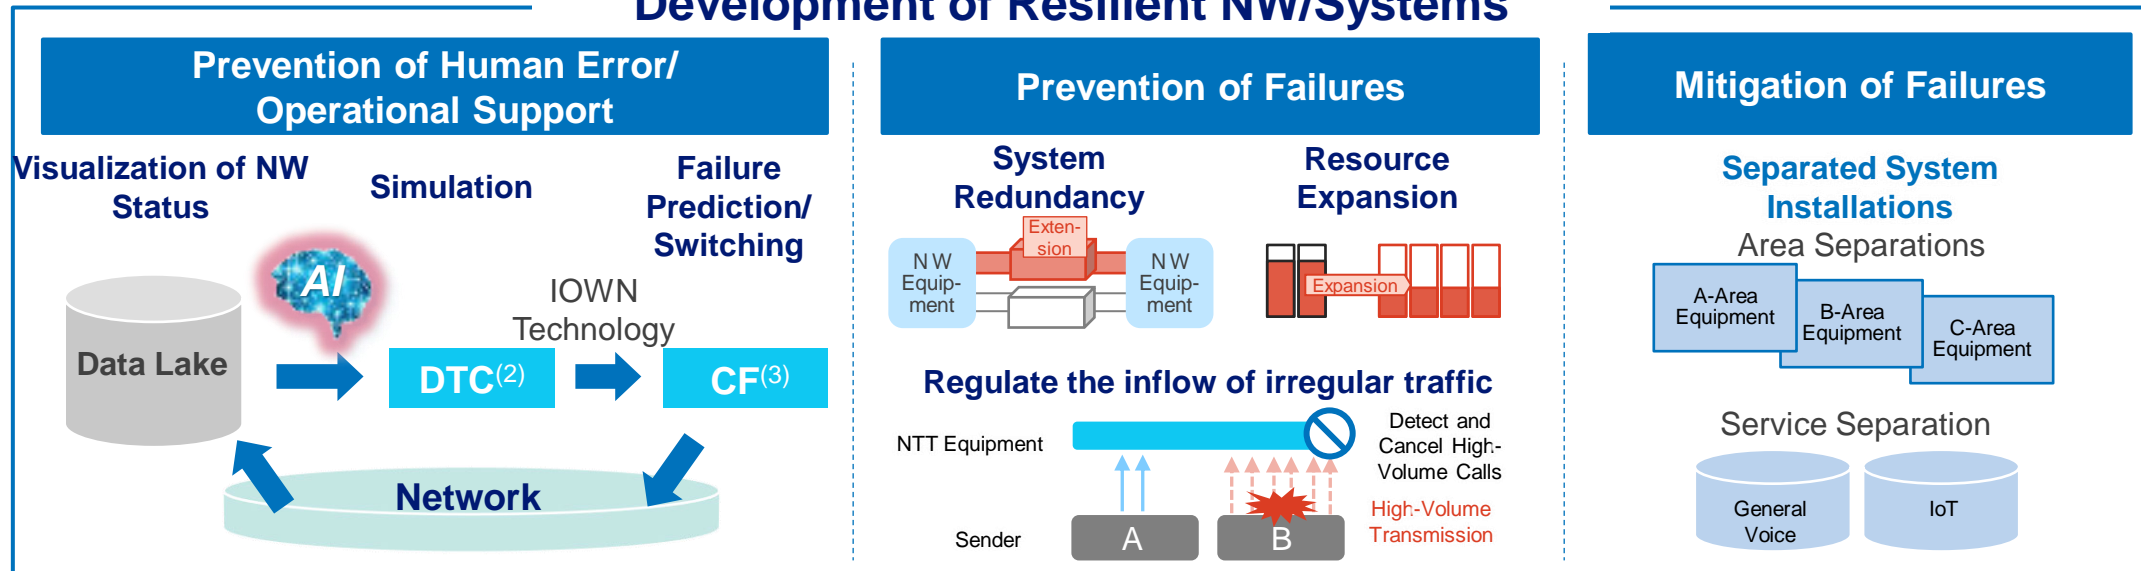 Development of Resilient NW/Systems
Prevention of Human Error/
Operational Support
Visualization of NW
Status
Simulation
Failure
Prediction/
Switching
AI
IOWN
Technology
Data Lake
DTC(2)
CF(3)
Network
Prevention of Failures
System
Redundancy
Resource
Expansion
NW
Equip-
ment
Exten-
sion
NW
Equip-
ment
Expansion
Regulate the inflow of irregular traffic
NTT Equipment
Detect and
Cancel High-
Volume Calls
High-Volume
Transmission
Sender
A
B
Mitigation of Failures
Separated System
Installations
Area Separations
A-Area
Equipment
B-Area
Equipment
C-Area
Equipment
Service Separation
General
Voice
IoT